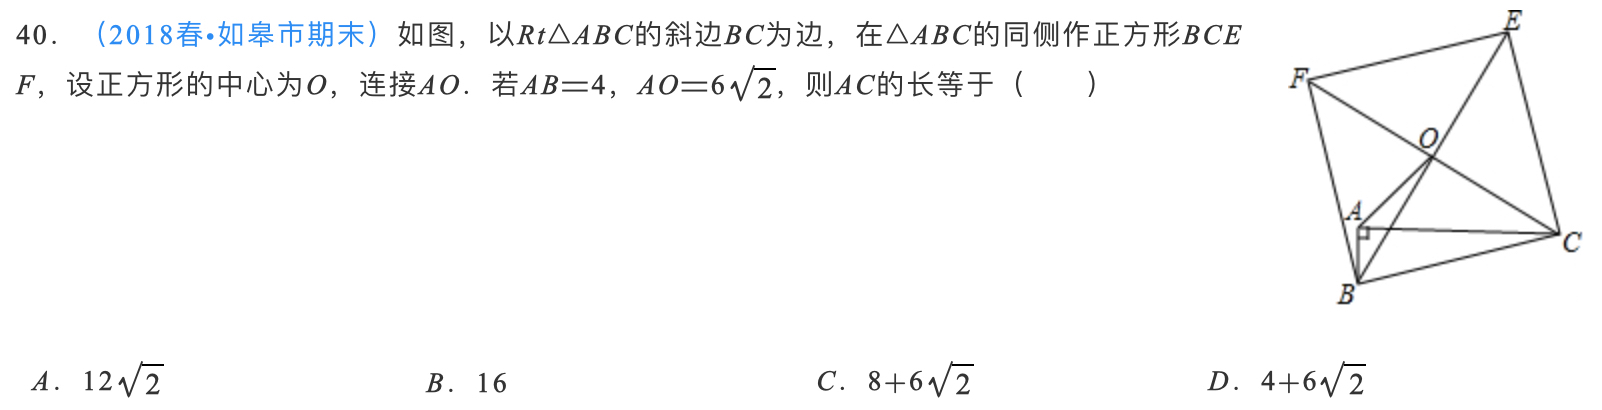 40. （2018春•如皋市期末）如图，以Rt△ABC的斜边BC为边，在△ABC的同侧作正方形BCE
F，设正方形的中心为O，连接AO．若AB＝4，AO＝6√2，则AC的长等于（　　）
E
F
O
A
C
B
A．12√2　B．16　C．8+6√2　D．4+6√2